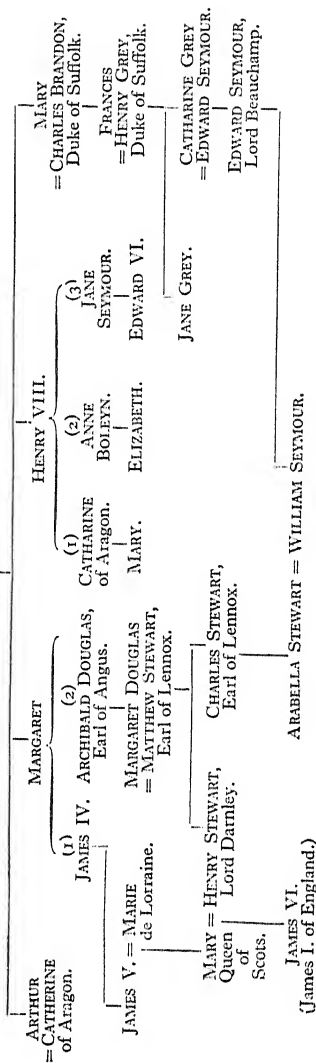 ARTHUR
= CATHERINE
of Aragon.
MARGARET
(1)
JAMES IV.
(2)
ARCHIBALD DOUGLAS,
Earl of Angus.
JAMES V. = MARIE
de Lorraine.
MARGARET DOUGLAS
= MATTHEW STEWART,
Earl of Lennox.
MARY = HENRY STEWART,
Queen Lord Darnley.
of
Scots.
CHARLES STEWART,
Earl of Lennox.
JAMES VI.
(James I. of England.)
ARABELLA STEWART = WILLIAM SEYMOUR.
HENRY VIII.
(1)
CATHARINE
of Aragon.
MARY.
(2)
ANNE
BOLEYN.
ELIZABETH.
(3)
JANE
SEYMOUR.
EDWARD VI.
MARY
= CHARLES BRANDON,
Duke of Suffolk.
FRANCES
= HENRY GREY,
Duke of Suffolk.
JANE GREY.
CATHARINE GREY
= EDWARD SEYMOUR.
EDWARD SEYMOUR,
Lord Beauchamp.